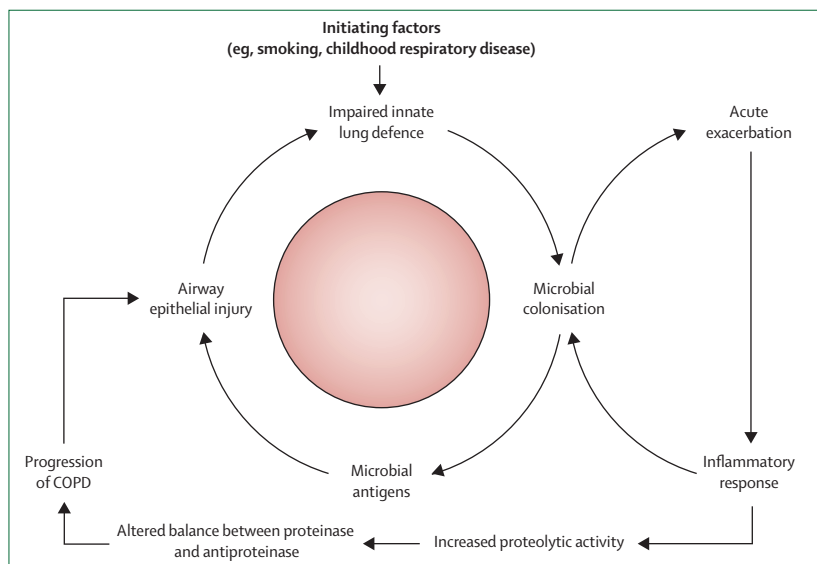 Initiating factors
(eg, smoking, childhood respiratory disease)
Impaired innate
lung defence
Acute
exacerbation
Airway
epithelial injury
Microbial
colonisation
Progression
of COPD
Microbial
antigens
Inflammatory
response
Altered balance between proteinase
and antiproteinase
Increased proteolytic activity